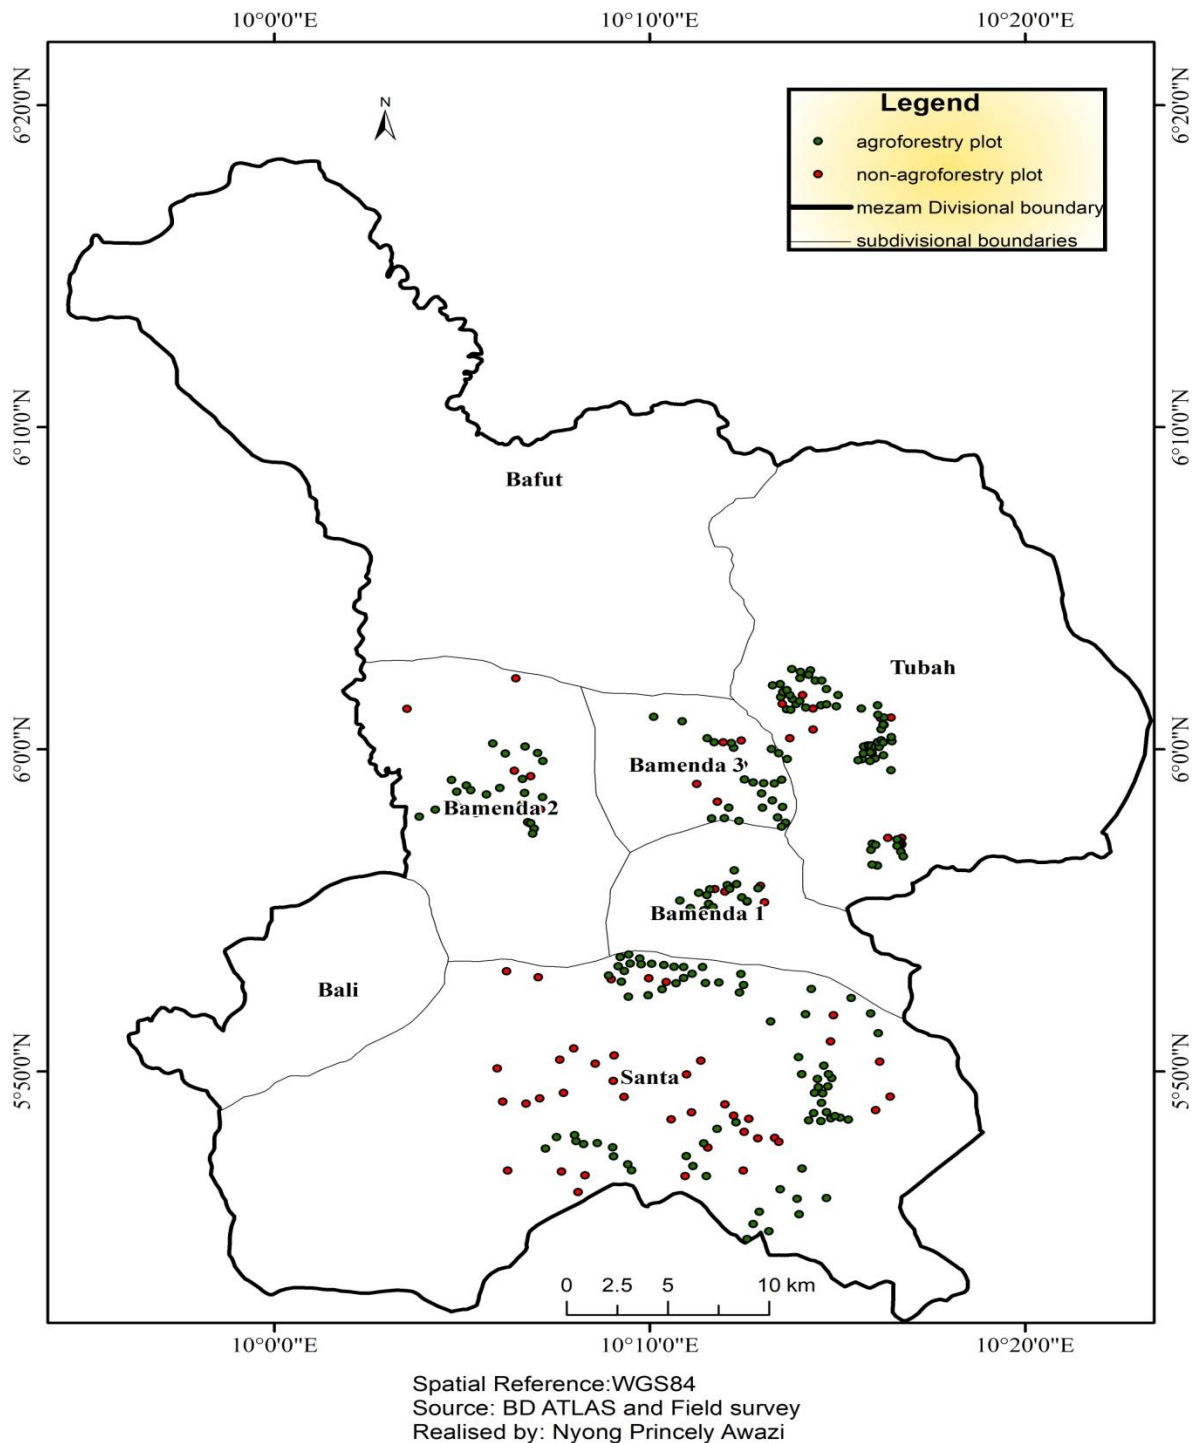 10°0'0"E 10°10'0"E 10°20'0"E
6°20'0"N 6°20'0"N
N
Legend
agroforestry plot
non-agroforestry plot
mezam Divisional boundary
subdivisional boundaries
6°10'0"N 6°10'0"N
Bafut
Tubah
6°0'0"N 6°0'0"N
Bamenda 3
Bamenda 2
Bamenda 1
Bali
5°50'0"N 5°50'0"N
Santa
0 2.5 5 10 km
10°0'0"E 10°10'0"E 10°20'0"E
Spatial Reference:WGS84
Source: BD ATLAS and Field survey
Realised by: Nyong Princely Awazi